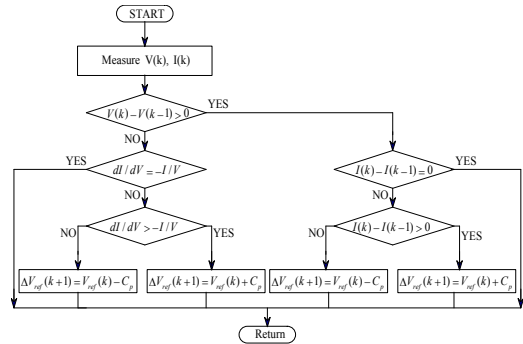 START
Measure V(k), I(k)
V(k)−V(k−1)>0
YES
NO
YES
dI/dV=−I/V
I(k)−I(k−1)=0
YES
NO
NO
NO
dI/dV>−I/V
YES
NO
I(k)−I(k−1)>0
YES
ΔV_ref(k+1)=V_ref(k)−C_p
ΔV_ref(k+1)=V_ref(k)+C_p
ΔV_ref(k+1)=V_ref(k)−C_p
ΔV_ref(k+1)=V_ref(k)+C_p
Return